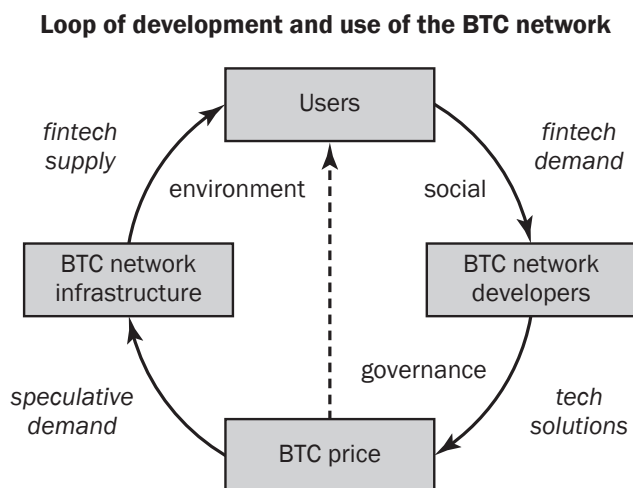 Loop of development and use of the BTC network
Users
fintech
supply
fintech
demand
environment
social
BTC network
infrastructure
BTC network
developers
governance
speculative
demand
tech
solutions
BTC price